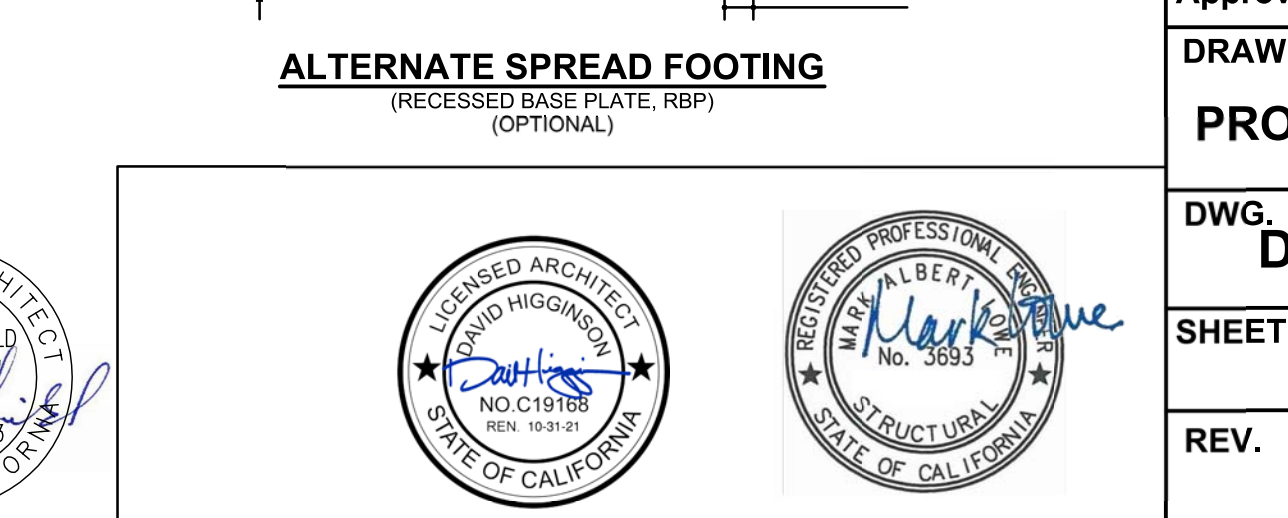 ALTERNATE SPREAD FOOTING
(RECESSED BASE PLATE, RBP)
(OPTIONAL)
LICENSED ARCHITECT
DAVID HIGGINSON
NO.C19168
REN. 10-31-21
STATE OF CALIFORNIA
REGISTERED PROFESSIONAL ENGINEER
MARK ALBERT LOWE
Mark Lowe
No. 3693
STRUCTURAL
STATE OF CALIFORNIA
DRAW
PRO
DWG.
D
SHEET
REV.